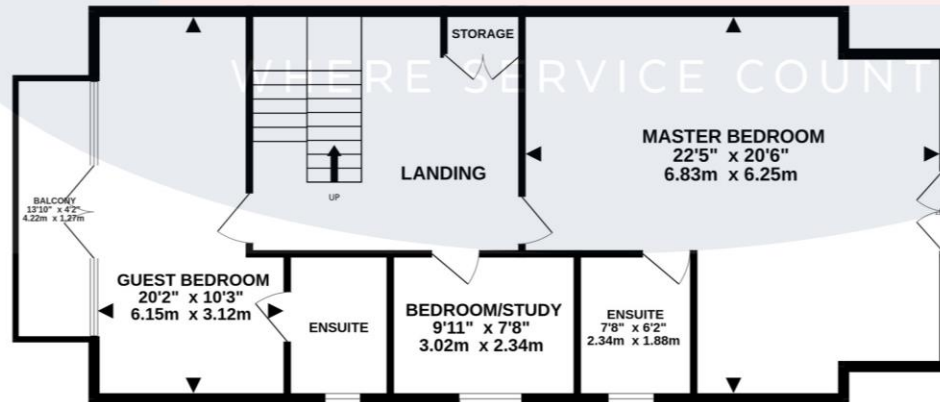 STORAGE
WHERE SERVICE COUNT
MASTER BEDROOM
22'5" x 20'6"
6.83m x 6.25m
LANDING
UP
BALCONY
13'10" x 4'2"
4.22m x 1.27m
GUEST BEDROOM
20'2" x 10'3"
6.15m x 3.12m
ENSUITE
BEDROOM/STUDY
9'11" x 7'8"
3.02m x 2.34m
ENSUITE
7'8" x 6'2"
2.34m x 1.88m